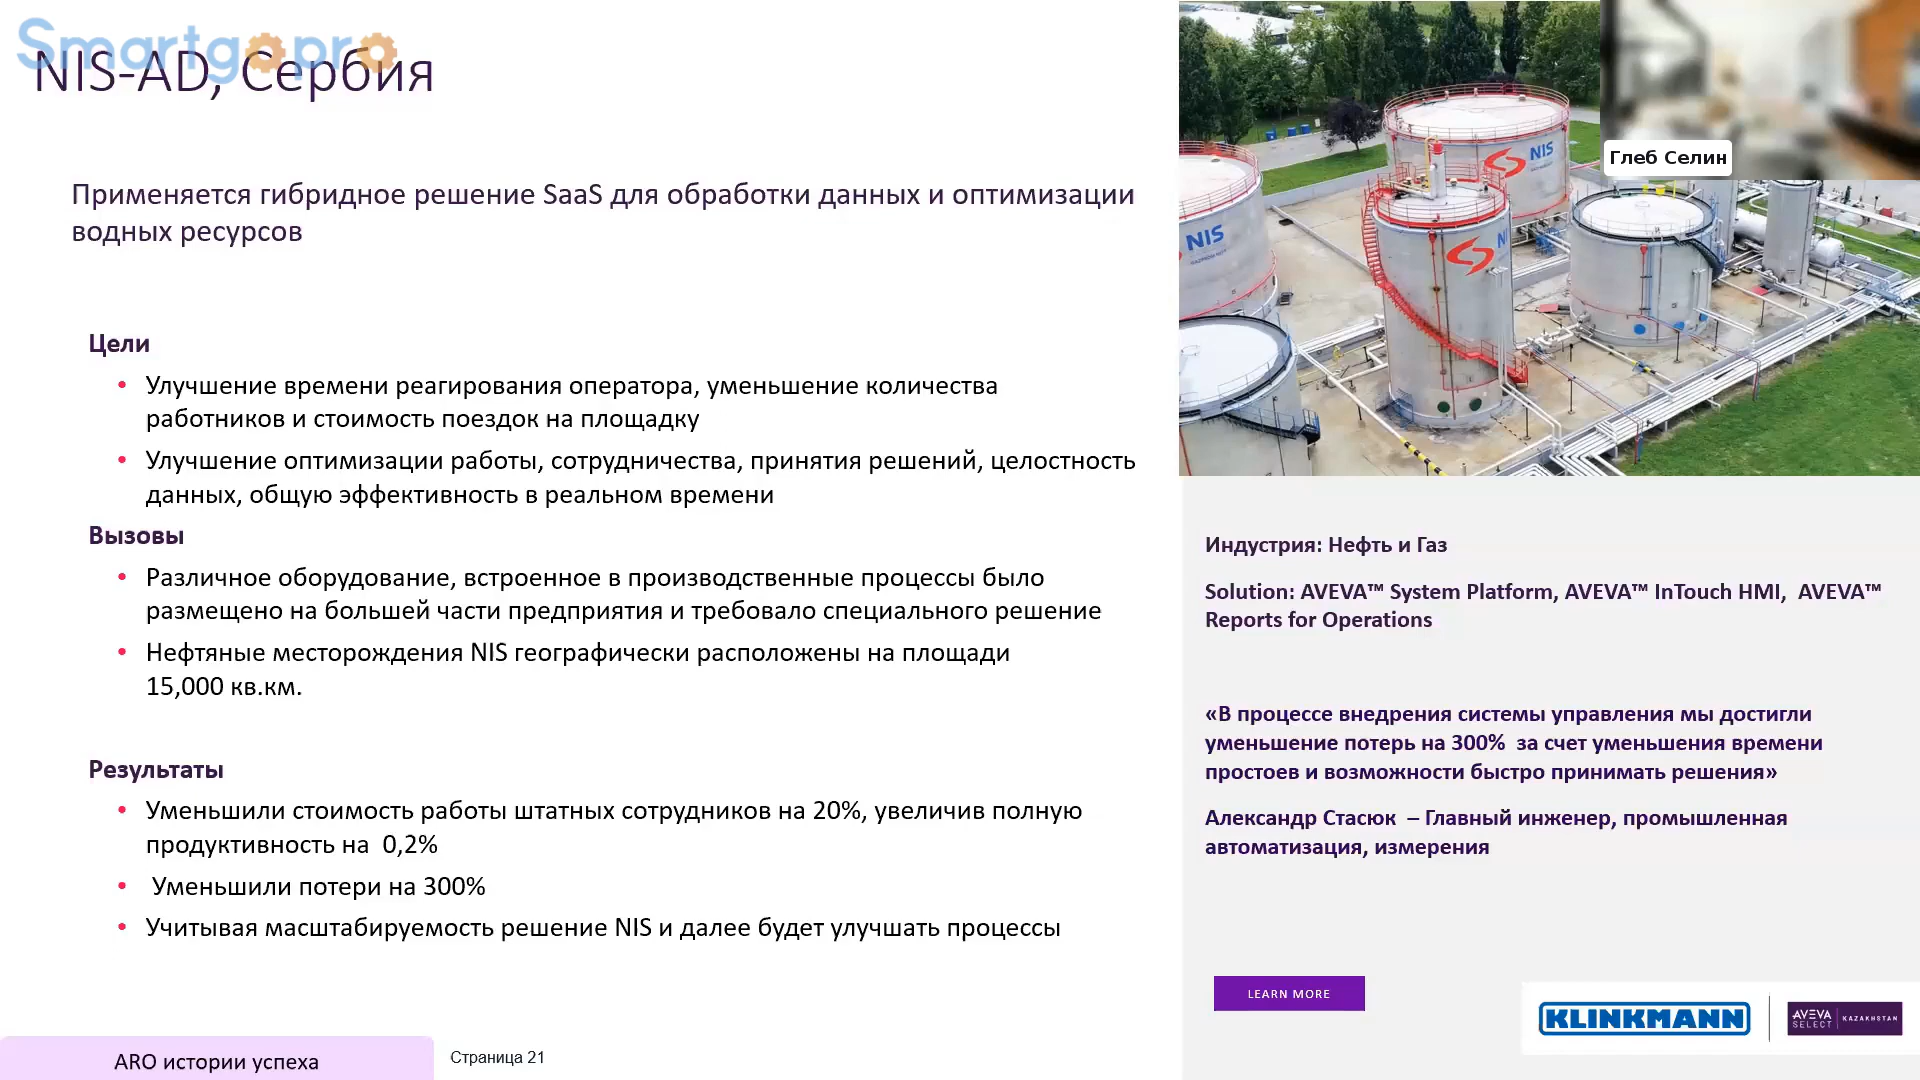 Smartgopro
NIS-AD, Сербия
Применяется гибридное решение SaaS для обработки данных и оптимизации
водных ресурсов
Цели
• Улучшение времени реагирования оператора, уменьшение количества
работников и стоимость поездок на площадку
• Улучшение оптимизации работы, сотрудничества, принятия решений, целостность
данных, общую эффективность в реальном времени
Вызовы
• Различное оборудование, встроенное в производственные процессы было
размещено на большей части предприятия и требовало специального решение
• Нефтяные месторождения NIS географически расположены на площади
15,000 кв.км.
Результаты
• Уменьшили стоимость работы штатных сотрудников на 20%, увеличив полную
продуктивность на 0,2%
• Уменьшили потери на 300%
• Учитывая масштабируемость решение NIS и далее будет улучшать процессы
ARO истории успеха
Страница 21
Глеб Селин
NIS
NIS
NIS
Индустрия: Нефть и Газ
Solution: AVEVA™ System Platform, AVEVA™ InTouch HMI, AVEVA™
Reports for Operations
«В процессе внедрения системы управления мы достигли
уменьшение потерь на 300% за счет уменьшения времени
простоев и возможности быстро принимать решения»
Александр Стасюк – Главный инженер, промышленная
автоматизация, измерения
LEARN MORE
KLINKMANN
AVEVA
SELECT
KAZAKHSTAN